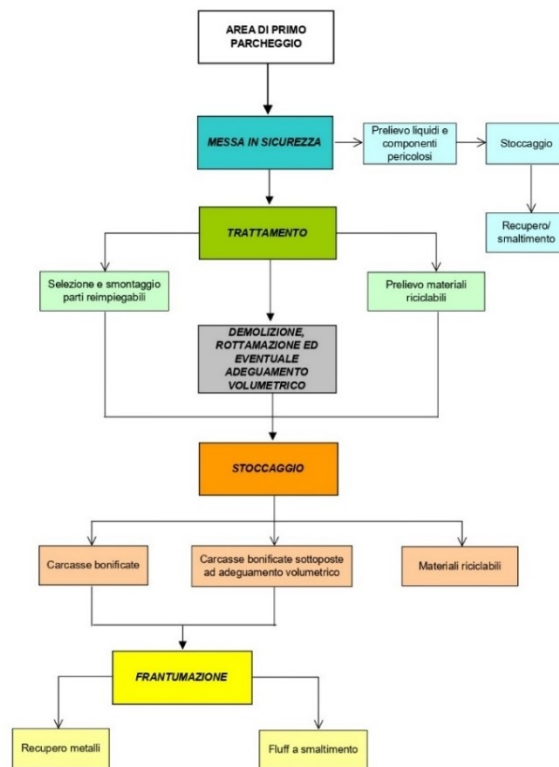 AREA DI PRIMO
PARCHEGGIO
MESSA IN SICUREZZA
Prelievo liquidi e
componenti
pericolosi
Stoccaggio
Recupero/
smaltimento
TRATTAMENTO
Selezione e smontaggio
parti reimpiegabili
Prelievo materiali
riciclabili
DEMOLIZIONE,
ROTTAMAZIONE ED
EVENTUALE
ADEGUAMENTO
VOLUMETRICO
STOCCAGGIO
Carcasse bonificate
Carcasse bonificate sottoposte
ad adeguamento volumetrico
Materiali riciclabili
FRANTUMAZIONE
Recupero metalli
Fluff a smaltimento